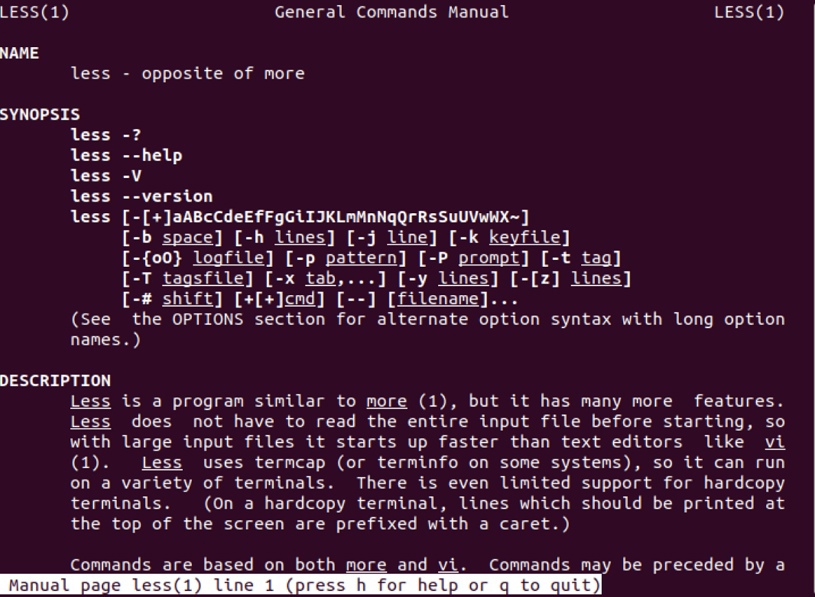 LESS(1)                    General Commands Manual                    LESS(1)
NAME
less - opposite of more
SYNOPSIS
less -?
less --help
less -V
less --version
less [-[+]aABcCdeEfFgGiIJKLmMnNqQrRsSuUVwWX~]
[-b space] [-h lines] [-j line] [-k keyfile]
[-{oO} logfile] [-p pattern] [-P prompt] [-t tag]
[-T tagsfile] [-x tab,...] [-y lines] [-[z] lines]
[-# shift] [+[+]cmd] [--] [filename]...
(See  the OPTIONS section for alternate option syntax with long option
names.)
DESCRIPTION
Less is a program similar to more (1), but it has many more  features.
Less  does  not have to read the entire input file before starting, so
with large input files it starts up faster than text editors  like  vi
(1).   Less  uses termcap (or terminfo on some systems), so it can run
on a variety of terminals.  There is even limited support for hardcopy
terminals.   (On a hardcopy terminal, lines which should be printed at
the top of the screen are prefixed with a caret.)
Commands are based on both more and vi.  Commands may be preceded by a
Manual page less(1) line 1 (press h for help or q to quit)